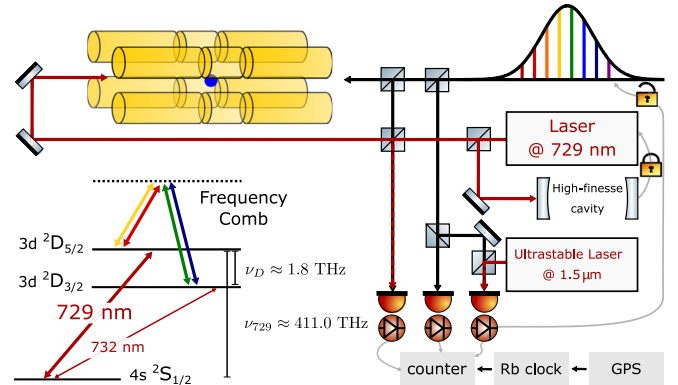 Laser
@ 729 nm
High-finesse
cavity
Ultrastable Laser
@ 1.5 µm
Frequency
Comb
3d ²D₅/₂
3d ²D₃/₂
ν_D ≈ 1.8 THz
729 nm
732 nm
ν₇₂₉ ≈ 411.0 THz
4s ²S₁/₂
counter
Rb clock
GPS